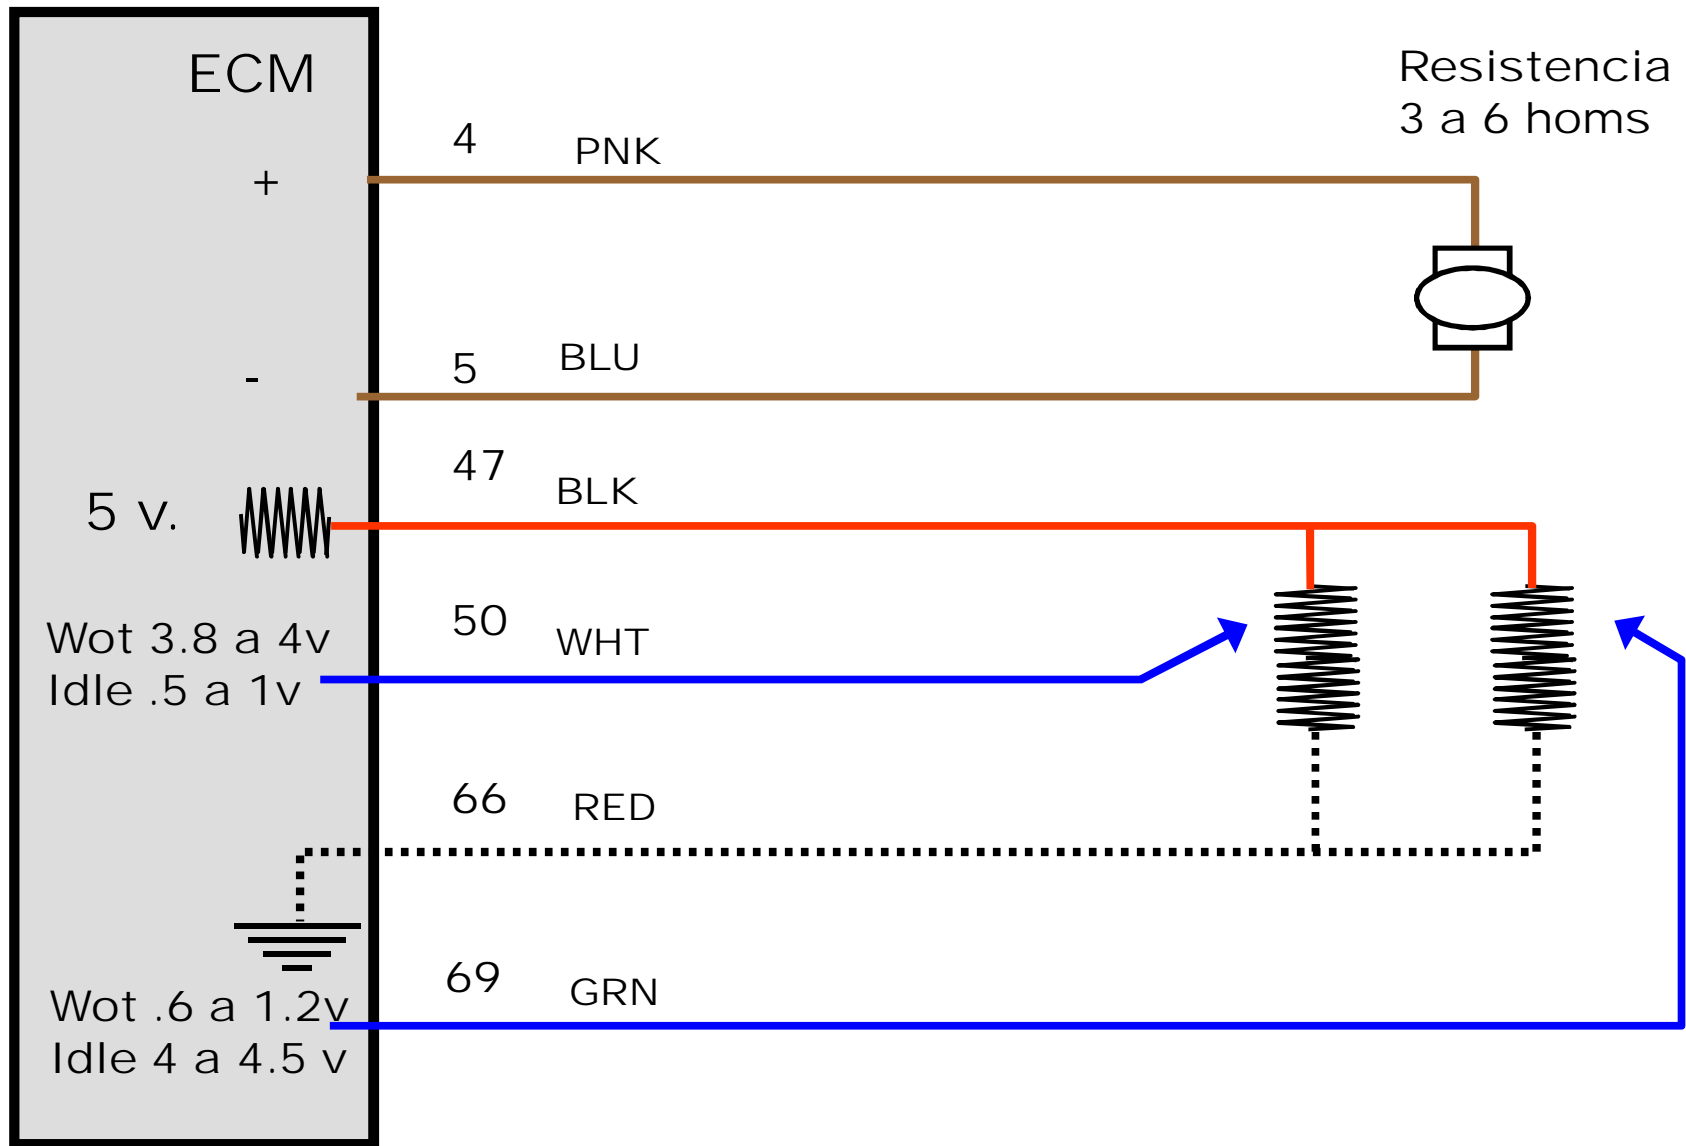 ECM
Resistencia
3 a 6 homs
4
PNK
+
5
BLU
-
47
BLK
5 v.
50
WHT
Wot 3.8 a 4v
Idle .5 a 1v
66
RED
69
GRN
Wot .6 a 1.2v
Idle 4 a 4.5 v